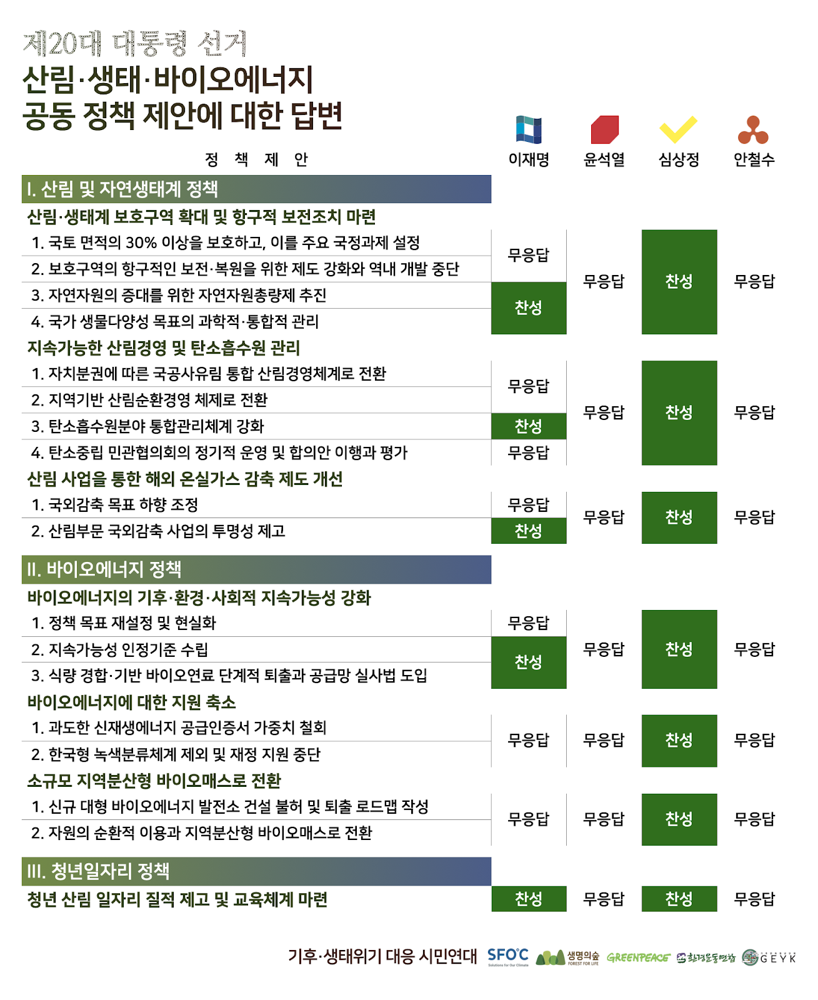 제20대 대통령 선거
산림·생태·바이오에너지
공동 정책 제안에 대한 답변
정 책 제 안
이재명 윤석열 심상정 안철수
I. 산림 및 자연생태계 정책
산림·생태계 보호구역 확대 및 항구적 보전조치 마련
1. 국토 면적의 30% 이상을 보호하고, 이를 주요 국정과제 설정
2. 보호구역의 항구적인 보전·복원을 위한 제도 강화와 역내 개발 중단
3. 자연자원의 증대를 위한 자연자원총량제 추진
4. 국가 생물다양성 목표의 과학적·통합적 관리
무응답
찬성
무응답
찬성
무응답
지속가능한 산림경영 및 탄소흡수원 관리
1. 자치분권에 따른 국공사유림 통합 산림경영체계로 전환
2. 지역기반 산림순환경영 체제로 전환
3. 탄소흡수원분야 통합관리체계 강화
4. 탄소중립 민관협의회의 정기적 운영 및 합의안 이행과 평가
무응답
찬성
무응답
무응답
찬성
무응답
산림 사업을 통한 해외 온실가스 감축 제도 개선
1. 국외감축 목표 하향 조정
2. 산림부문 국외감축 사업의 투명성 제고
무응답
찬성
무응답
찬성
무응답
II. 바이오에너지 정책
바이오에너지의 기후·환경·사회적 지속가능성 강화
1. 정책 목표 재설정 및 현실화
2. 지속가능성 인정기준 수립
3. 식량 경합·기반 바이오연료 단계적 퇴출과 공급망 실사법 도입
무응답
찬성
무응답
찬성
무응답
바이오에너지에 대한 지원 축소
1. 과도한 신재생에너지 공급인증서 가중치 철회
2. 한국형 녹색분류체계 제외 및 재정 지원 중단
무응답 무응답 찬성 무응답
소규모 지역분산형 바이오매스로 전환
1. 신규 대형 바이오에너지 발전소 건설 불허 및 퇴출 로드맵 작성
2. 자원의 순환적 이용과 지역분산형 바이오매스로 전환
무응답 무응답 찬성 무응답
III. 청년일자리 정책
청년 산림 일자리 질적 제고 및 교육체계 마련 찬성 무응답 찬성 무응답
기후·생태위기 대응 시민연대 SFOC 생명의숲 GREENPEACE 환경운동연합 GEYK
Solutions for Our Climate FOREST FOR LIFE